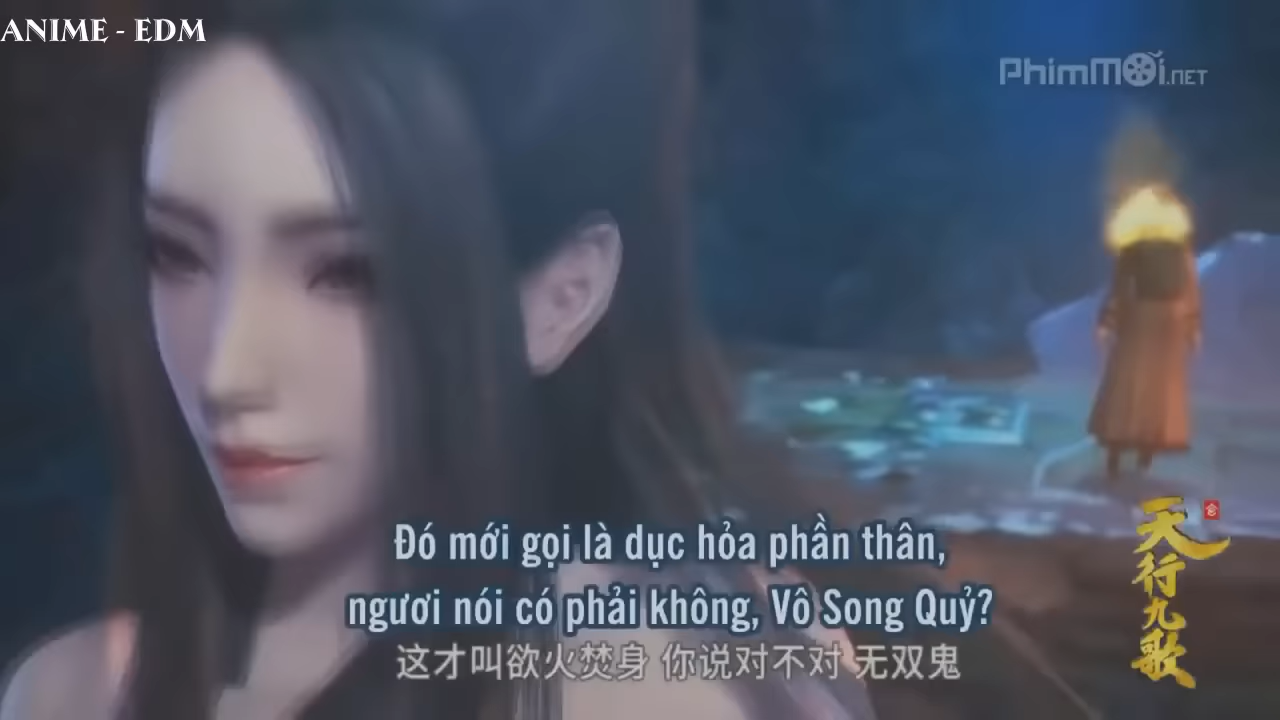 ANIME - EDM
PhimMỚi.NET
Đó mới gọi là dục hỏa phần thân,
ngươi nói có phải không, Vô Song Quỷ?
这才叫欲火焚身 你说对不对 无双鬼
天行九歌